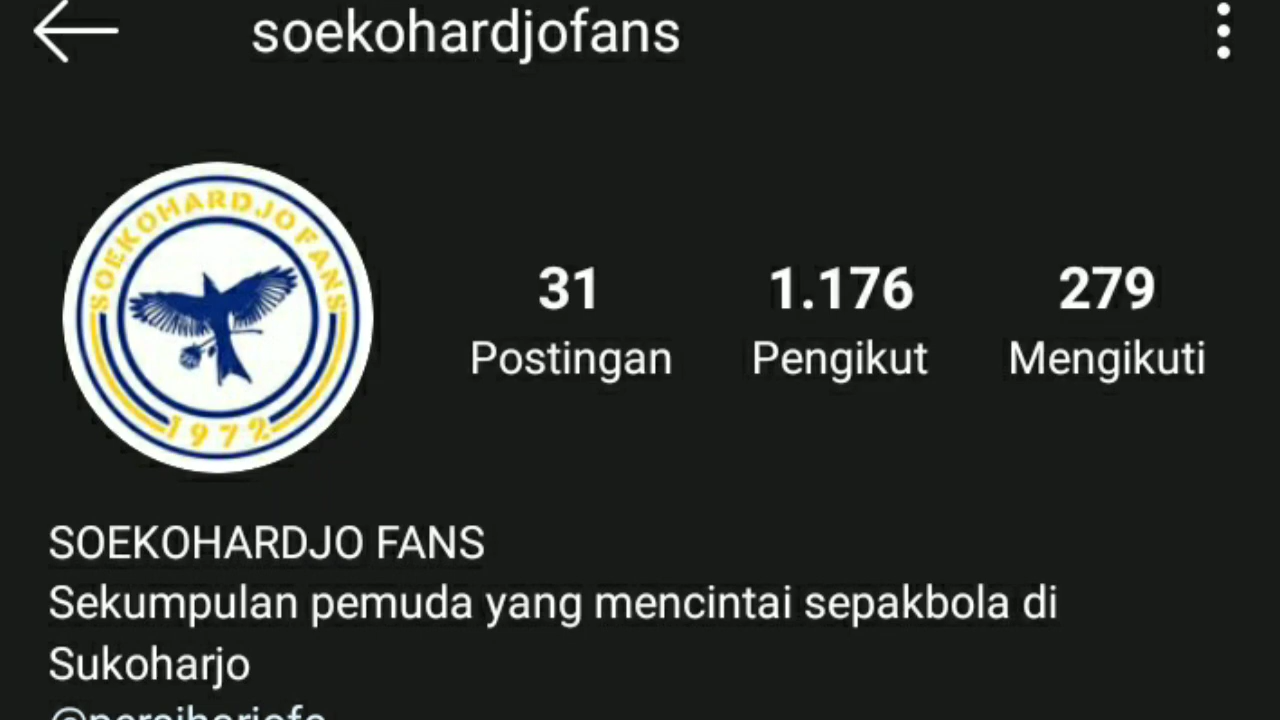 soekohardjofans
SOEKOHARDJO FANS
1972
31
Postingan
1.176
Pengikut
279
Mengikuti
SOEKOHARDJO FANS
Sekumpulan pemuda yang mencintai sepakbola di
Sukoharjo